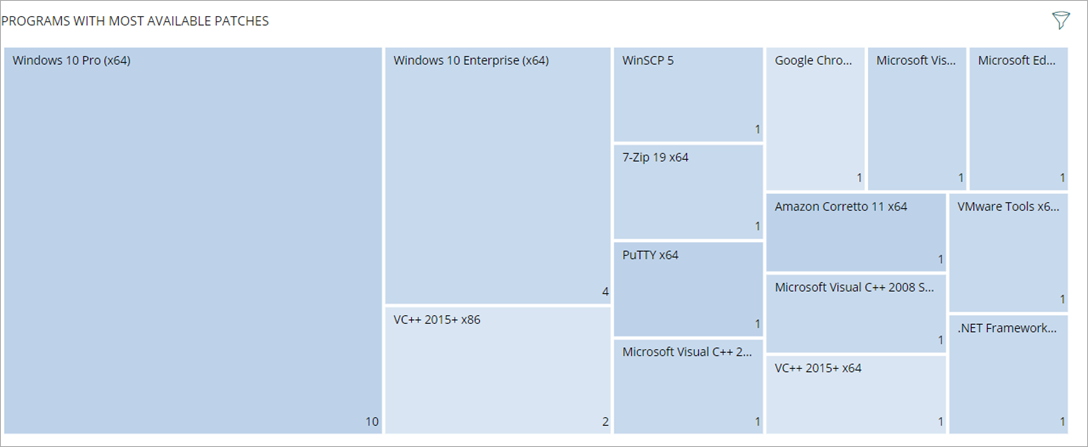 PROGRAMS WITH MOST AVAILABLE PATCHES
Windows 10 Pro (x64)
10
Windows 10 Enterprise (x64)
4
VC++ 2015+ x86
2
WinSCP 5
1
7-Zip 19 x64
1
PuTTY x64
1
Microsoft Visual C++ 2...
1
Google Chro...
1
Microsoft Vis...
1
Microsoft Ed...
1
Amazon Corretto 11 x64
1
Microsoft Visual C++ 2008 S...
1
VC++ 2015+ x64
1
VMware Tools x6...
1
.NET Framework...
1